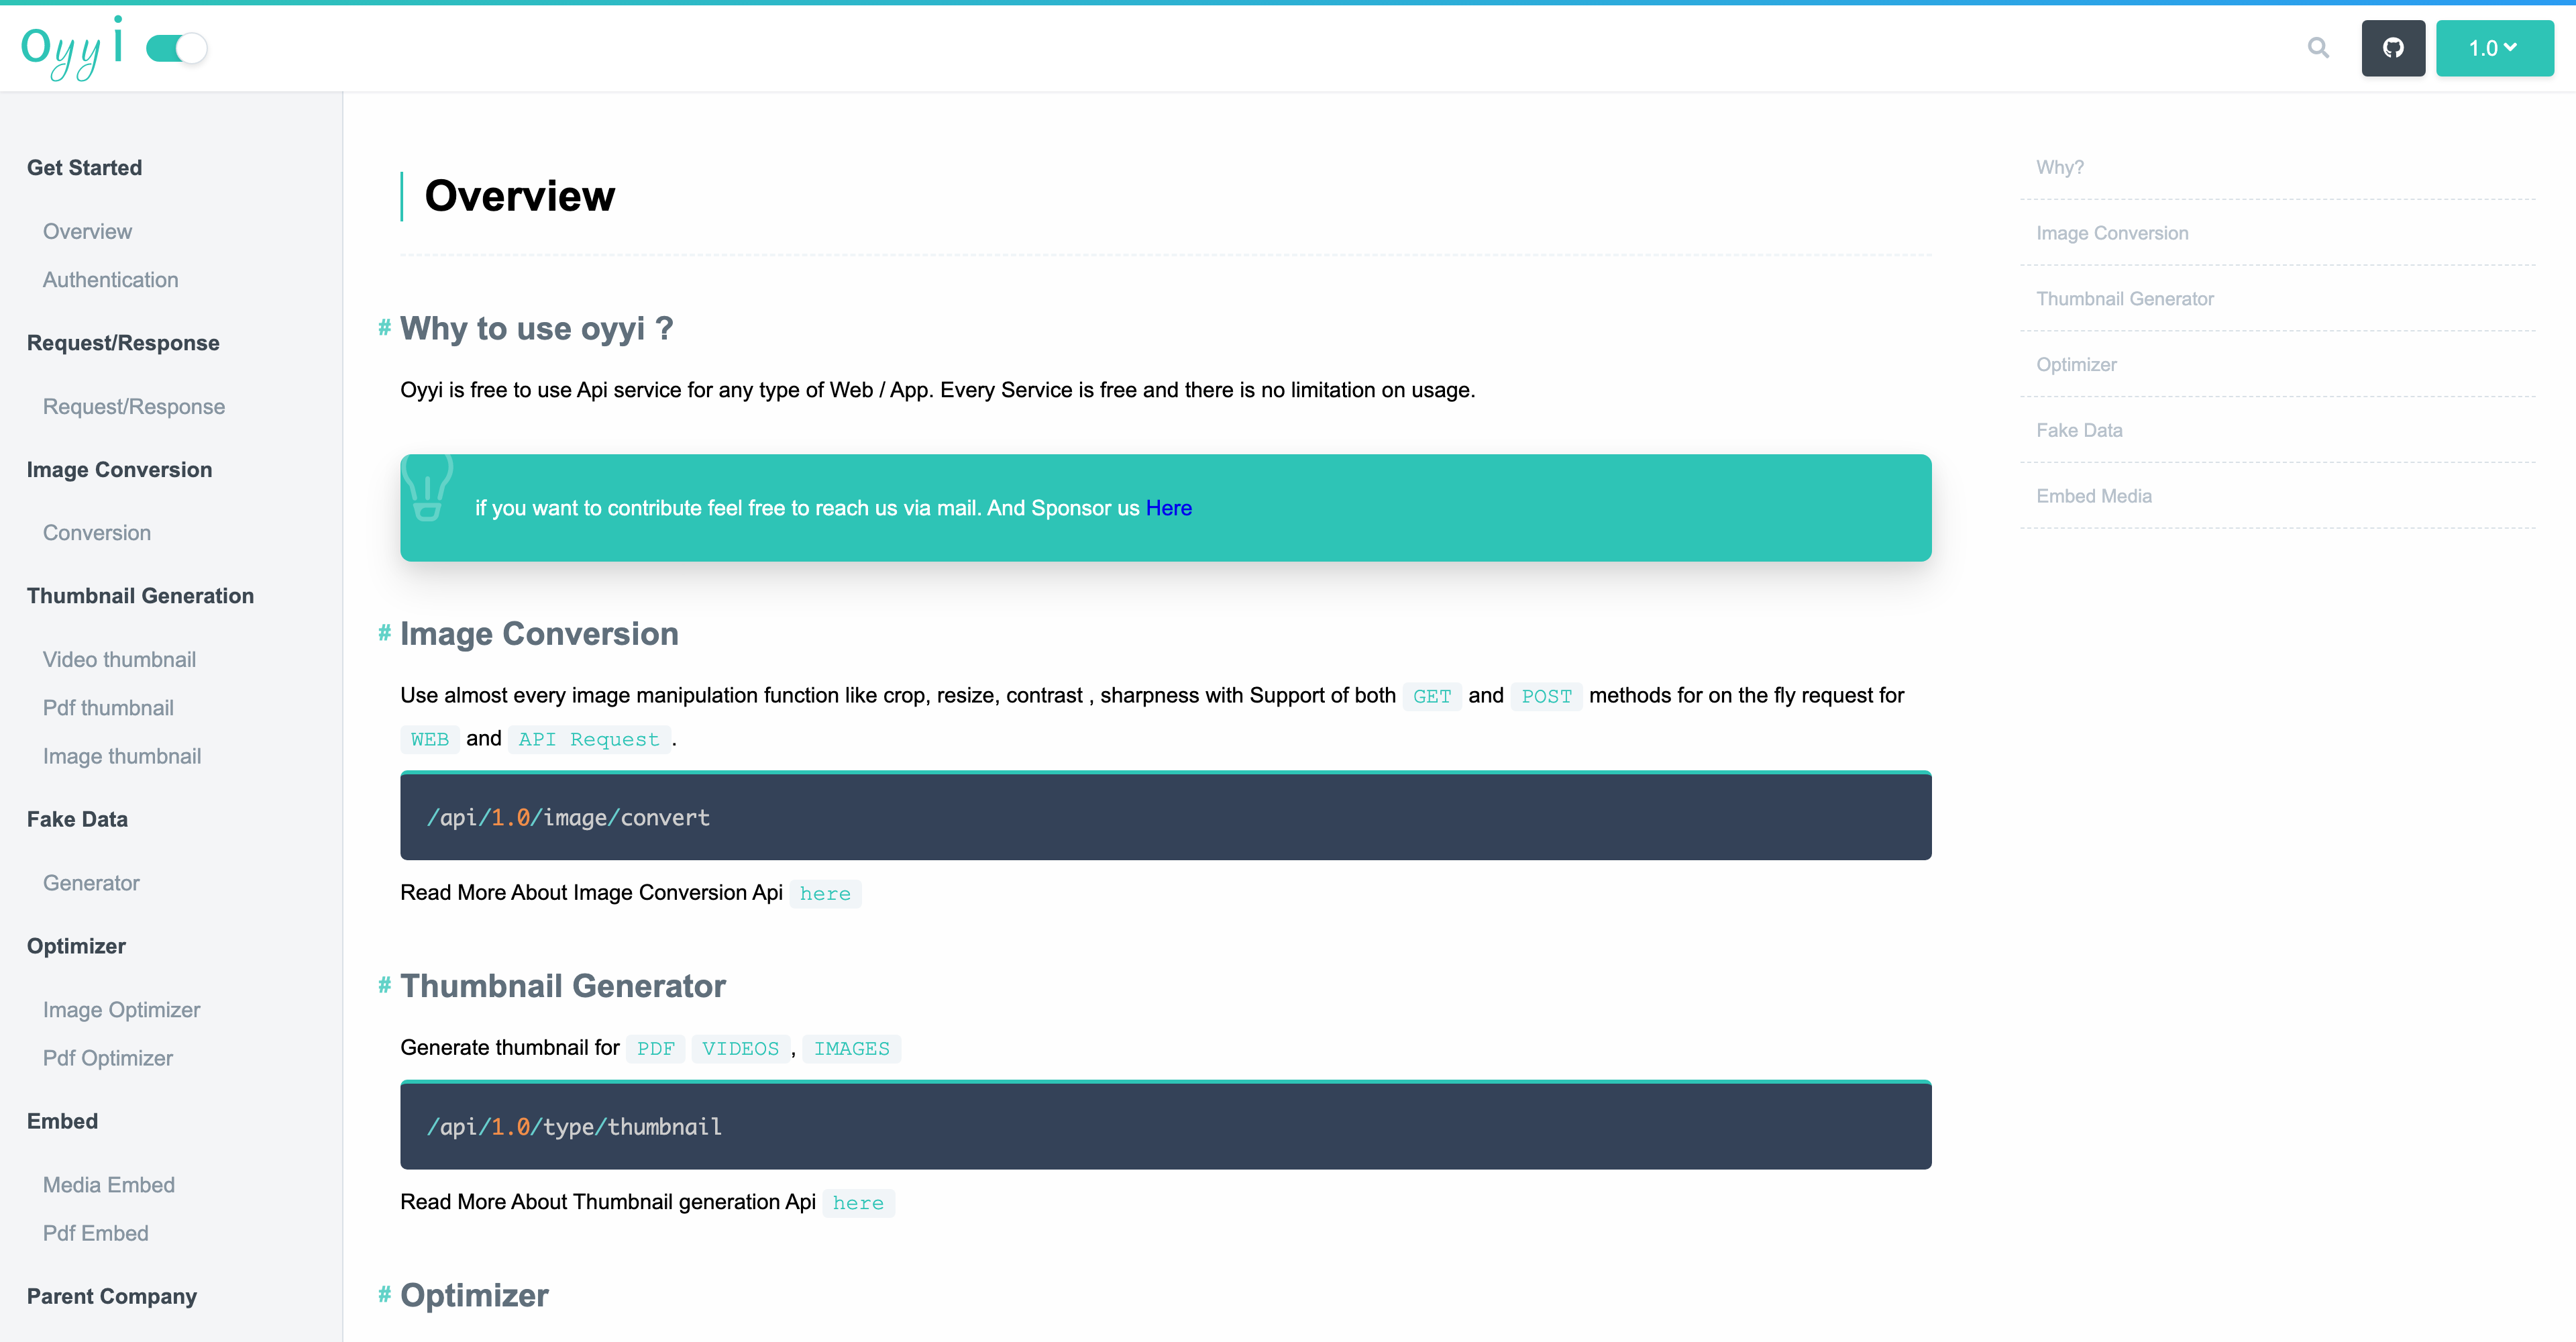 Oyyi
1.0
Get Started
Overview
Authentication
Request/Response
Request/Response
Image Conversion
Conversion
Thumbnail Generation
Video thumbnail
Pdf thumbnail
Image thumbnail
Fake Data
Generator
Optimizer
Image Optimizer
Pdf Optimizer
Embed
Media Embed
Pdf Embed
Parent Company
Overview
# Why to use oyyi ?
Oyyi is free to use Api service for any type of Web / App. Every Service is free and there is no limitation on usage.
if you want to contribute feel free to reach us via mail. And Sponsor us Here
# Image Conversion
Use almost every image manipulation function like crop, resize, contrast , sharpness with Support of both GET and POST methods for on the fly request for
WEB and API Request.
/api/1.0/image/convert
Read More About Image Conversion Api here
# Thumbnail Generator
Generate thumbnail for PDF VIDEOS, IMAGES
/api/1.0/type/thumbnail
Read More About Thumbnail generation Api here
# Optimizer
Why?
Image Conversion
Thumbnail Generator
Optimizer
Fake Data
Embed Media